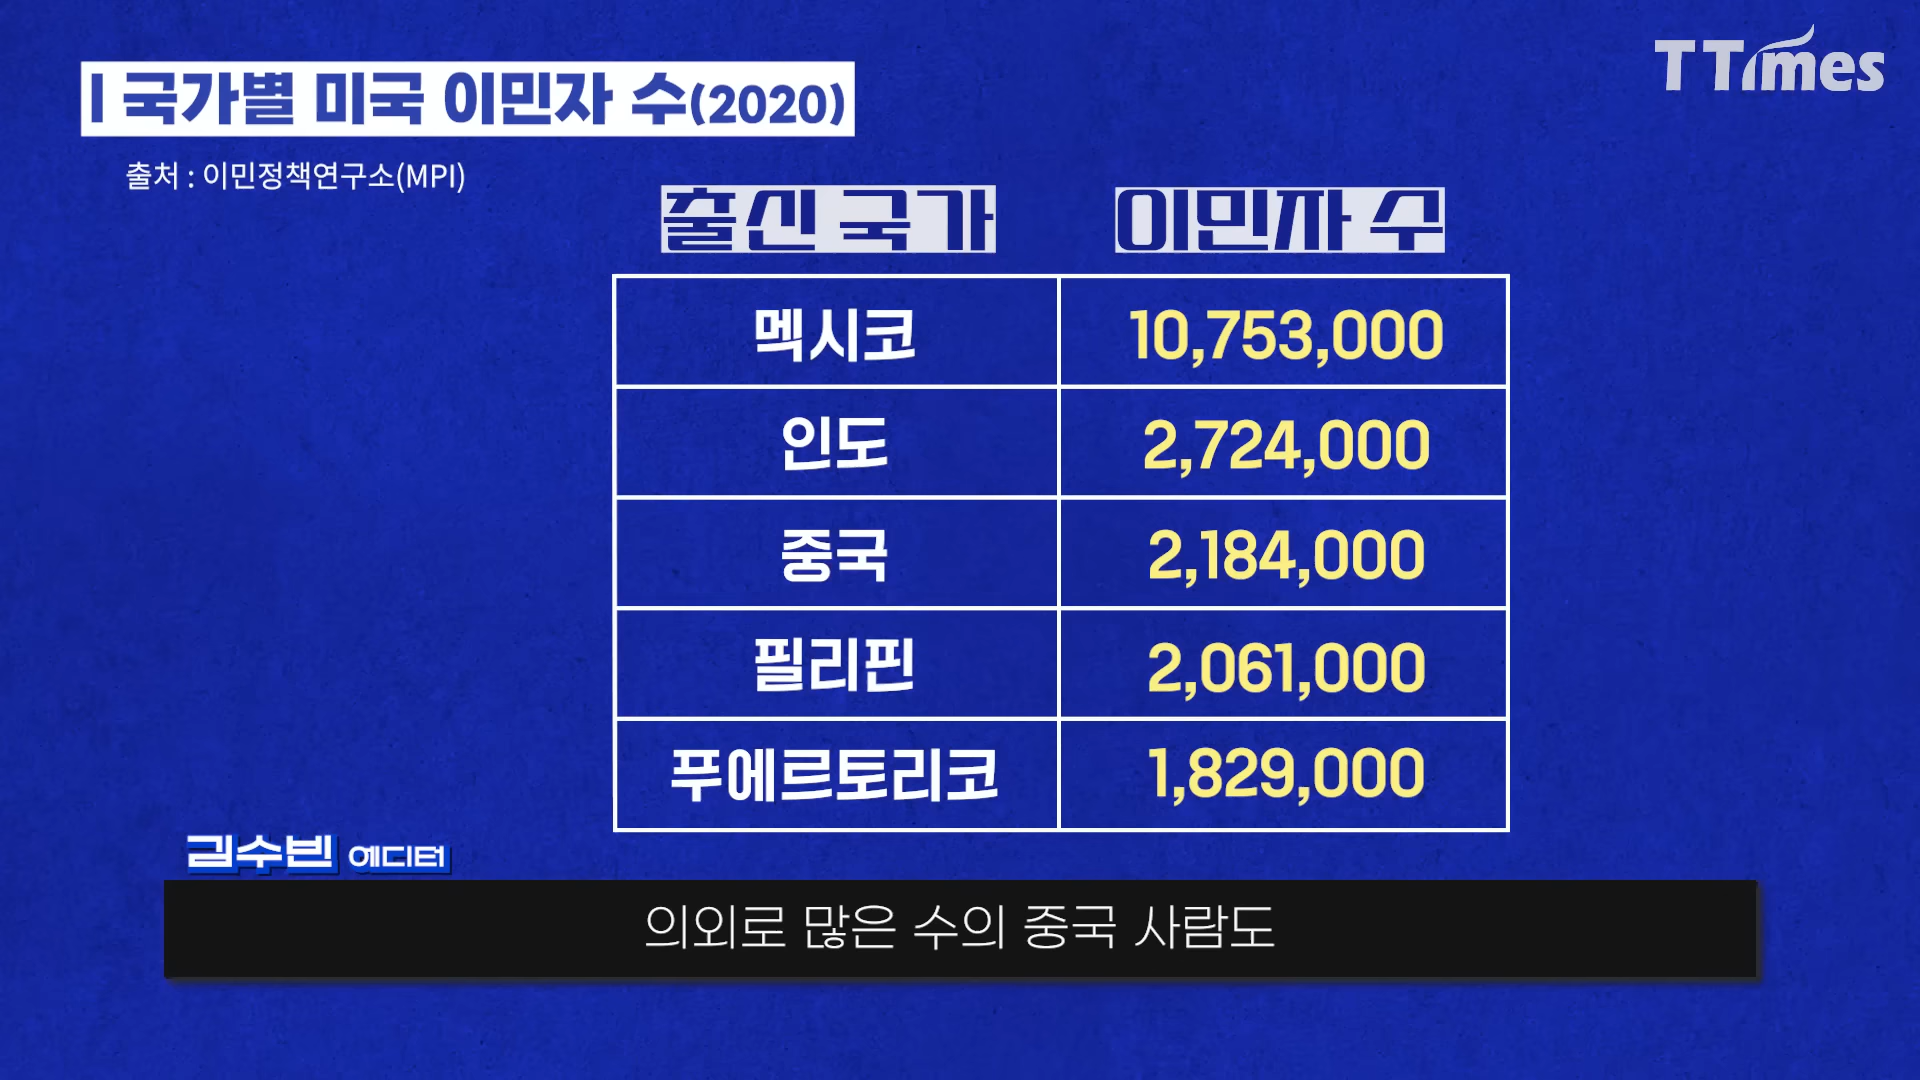 TTimes
I 국가별 미국 이민자 수(2020)
출처 : 이민정책연구소(MPI)
출신 국가 이민자 수
멕시코 10,753,000
인도 2,724,000
중국 2,184,000
필리핀 2,061,000
푸에르토리코 1,829,000
김수빈 에디터
의외로 많은 수의 중국 사람도